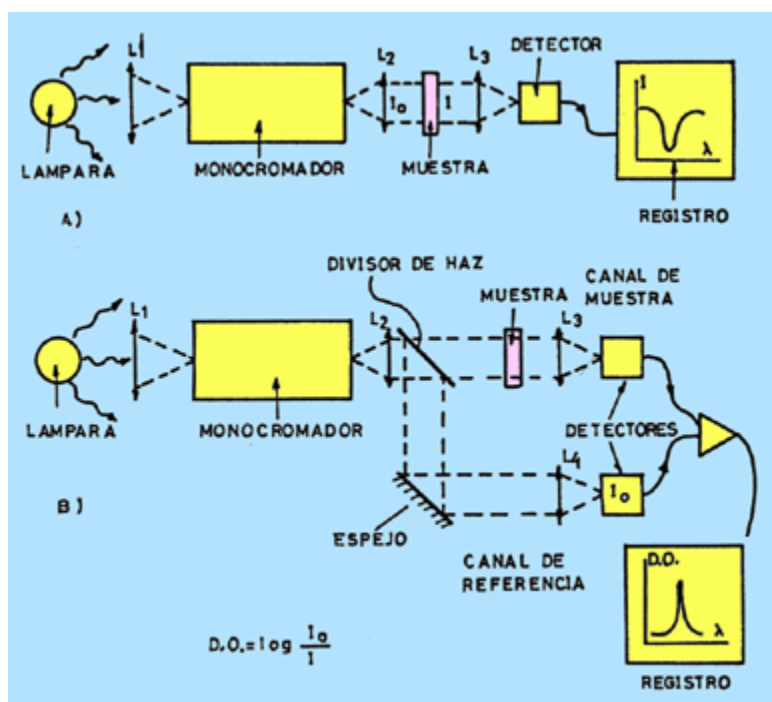 L1
L2
L3
DETECTOR
I
λ
I₀
I
LAMPARA
MONOCROMADOR
MUESTRA
REGISTRO
A)
DIVISOR DE HAZ
MUESTRA
CANAL DE
MUESTRA
L1
L2
L3
LAMPARA
MONOCROMADOR
DETECTORES
L4
I₀
B)
ESPEJO
CANAL DE
REFERENCIA
D.O.
λ
D.O.=log I₀/I
REGISTRO